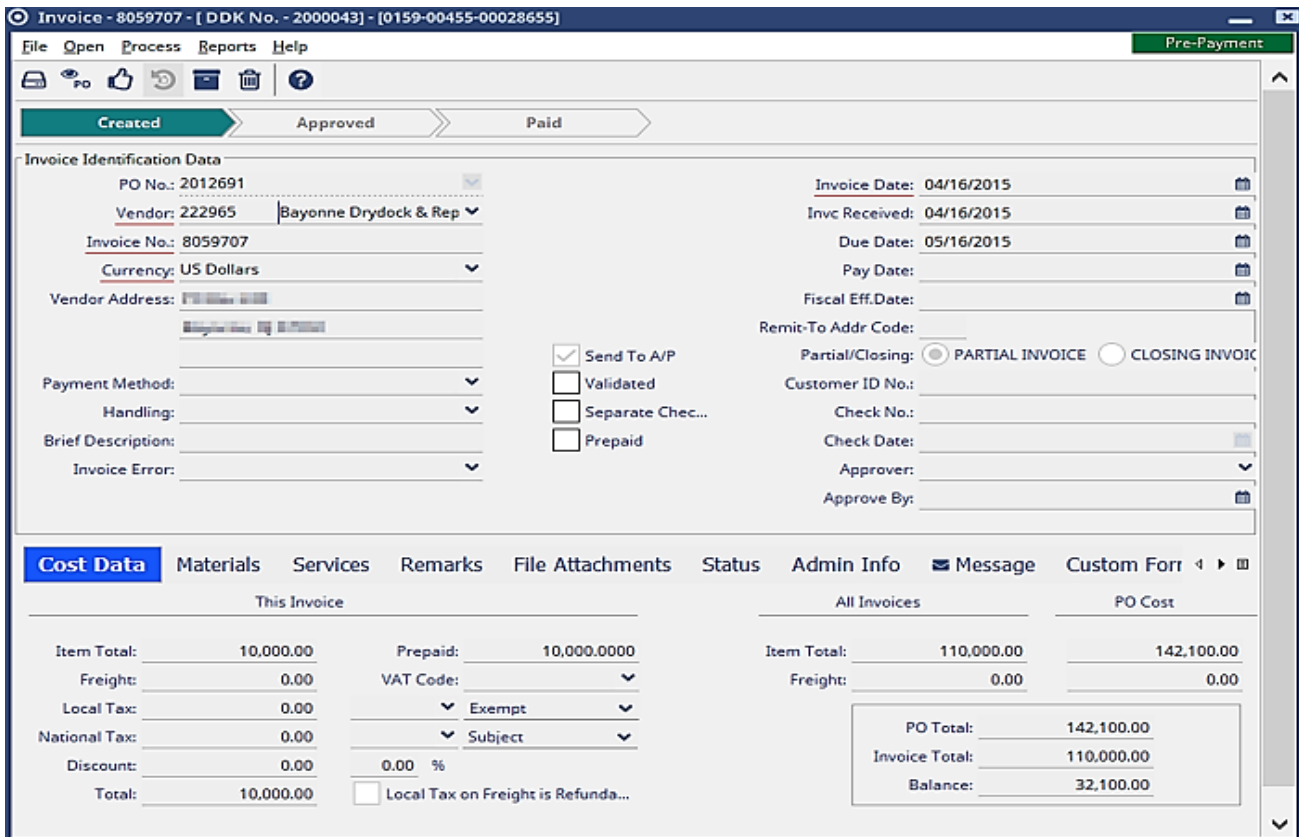 Invoice - 8059707 - [ DDK No. - 2000043] - [0159-00455-00028655]
File Open Process Reports Help Pre-Payment
PO
Created Approved Paid
Invoice Identification Data
PO No.: 2012691 Invoice Date: 04/16/2015
Vendor: 222965 Bayonne Drydock & Rep Invc Received: 04/16/2015
Invoice No.: 8059707 Due Date: 05/16/2015
Currency: US Dollars Pay Date:
Vendor Address: Fiscal Eff.Date:
Remit-To Addr Code:
Send To A/P Partial/Closing: PARTIAL INVOICE CLOSING INVOIC
Payment Method: Validated Customer ID No.:
Handling: Separate Chec... Check No.:
Brief Description: Prepaid Check Date:
Invoice Error: Approver:
Approve By:
Cost Data Materials Services Remarks File Attachments Status Admin Info Message Custom Forr
This Invoice All Invoices PO Cost
Item Total: 10,000.00 Prepaid: 10,000.0000 Item Total: 110,000.00 142,100.00
Freight: 0.00 VAT Code: Freight: 0.00 0.00
Local Tax: 0.00 Exempt
PO Total: 142,100.00
National Tax: 0.00 Subject
Invoice Total: 110,000.00
Discount: 0.00 0.00 %
Balance: 32,100.00
Total: 10,000.00 Local Tax on Freight is Refunda...